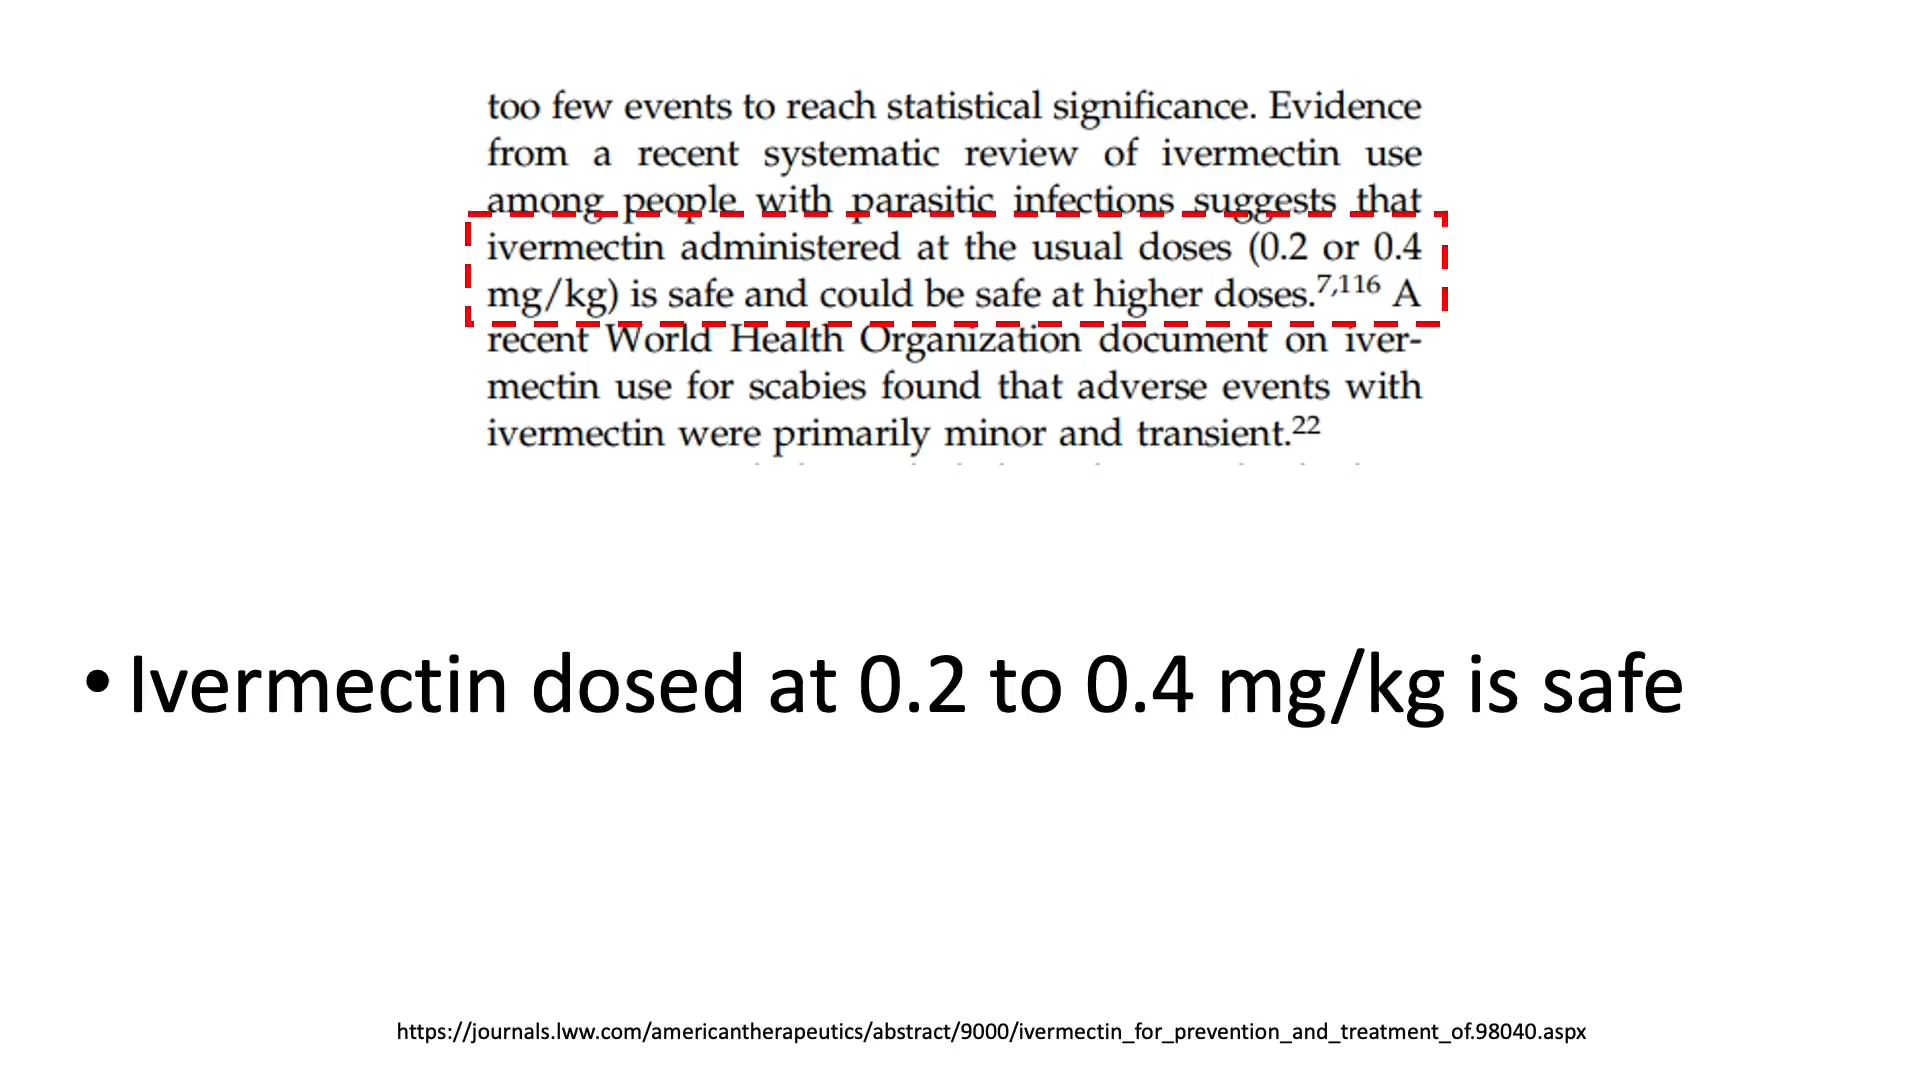 too few events to reach statistical significance. Evidence
from a recent systematic review of ivermectin use
among people with parasitic infections suggests that
ivermectin administered at the usual doses (0.2 or 0.4
mg/kg) is safe and could be safe at higher doses.7,116 A
recent World Health Organization document on iver-
mectin use for scabies found that adverse events with
ivermectin were primarily minor and transient.22
• Ivermectin dosed at 0.2 to 0.4 mg/kg is safe
https://journals.lww.com/americantherapeutics/abstract/9000/ivermectin_for_prevention_and_treatment_of.98040.aspx